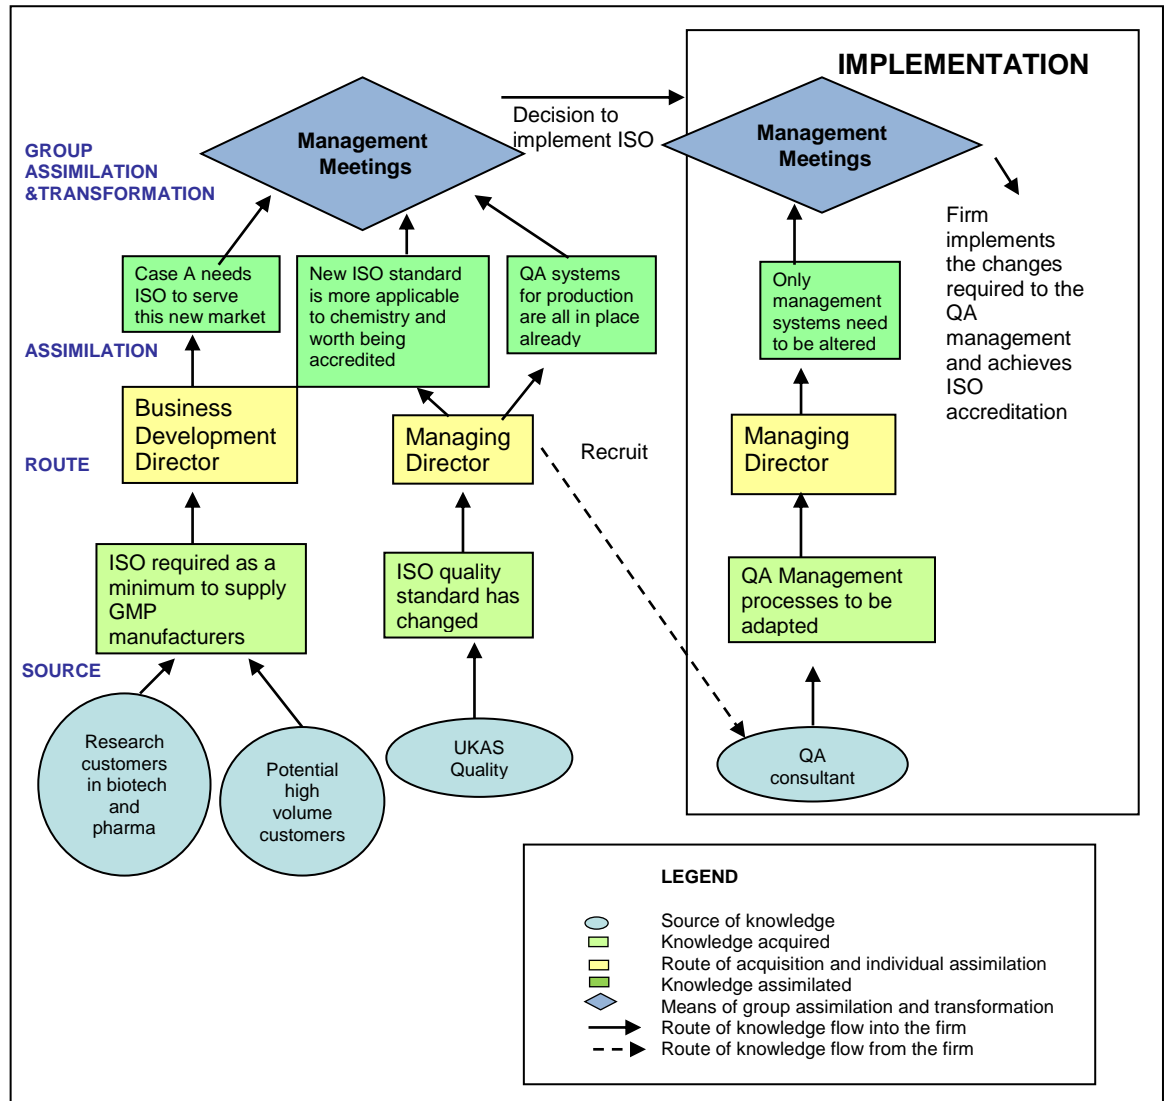 IMPLEMENTATION
Management
Meetings
Decision to
implement ISO
Management
Meetings
GROUP
ASSIMILATION
&TRANSFORMATION
Firm
implements
the changes
required to the
QA
management
and achieves
ISO
accreditation
Case A needs
ISO to serve
this new market
New ISO standard
is more applicable
to chemistry and
worth being
accredited
QA systems
for production
are all in place
already
Only
management
systems need
to be altered
ASSIMILATION
Business
Development
Director
Managing
Director
Recruit
Managing
Director
ROUTE
ISO required as a
minimum to supply
GMP
manufacturers
ISO quality
standard has
changed
QA Management
processes to be
adapted
SOURCE
Research
customers
in biotech
and
pharma
Potential
high
volume
customers
UKAS
Quality
QA
consultant
LEGEND
Source of knowledge
Knowledge acquired
Route of acquisition and individual assimilation
Knowledge assimilated
Means of group assimilation and transformation
Route of knowledge flow into the firm
Route of knowledge flow from the firm